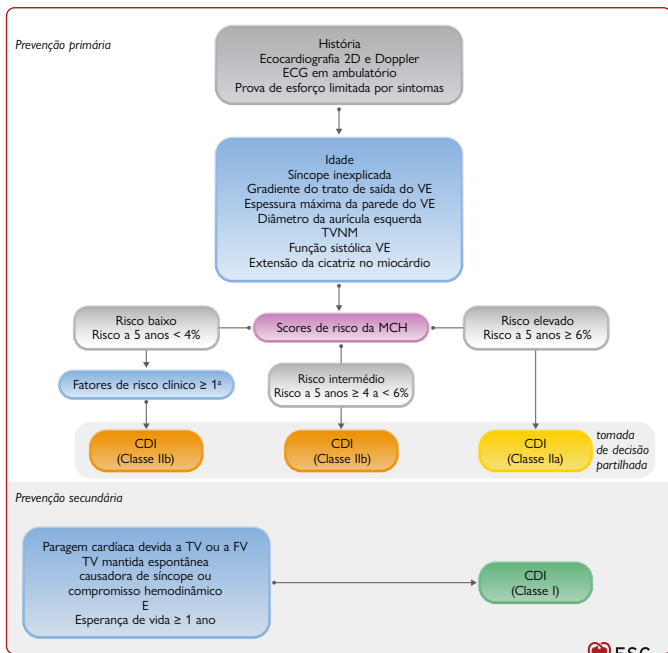 Prevenção primária
História
Ecocardiografia 2D e Doppler
ECG em ambulatório
Prova de esforço limitada por sintomas
Idade
Síncope inexplicada
Gradiente do trato de saída do VE
Espessura máxima da parede do VE
Diâmetro da aurícula esquerda
TVNM
Função sistólica VE
Extensão da cicatriz no miocárdio
Risco baixo
Risco a 5 anos < 4%
Scores de risco da MCH
Risco elevado
Risco a 5 anos ≥ 6%
Fatores de risco clínico ≥ 1ª
Risco intermédio
Risco a 5 anos ≥ 4 a < 6%
CDI
(Classe IIb)
CDI
(Classe IIb)
CDI
(Classe IIa)
tomada
de decisão
partilhada
Prevenção secundária
Paragem cardíaca devida a TV ou a FV
TV mantida espontânea
causadora de síncope ou
compromisso hemodinâmico
E
Esperança de vida ≥ 1 ano
CDI
(Classe I)
ESC